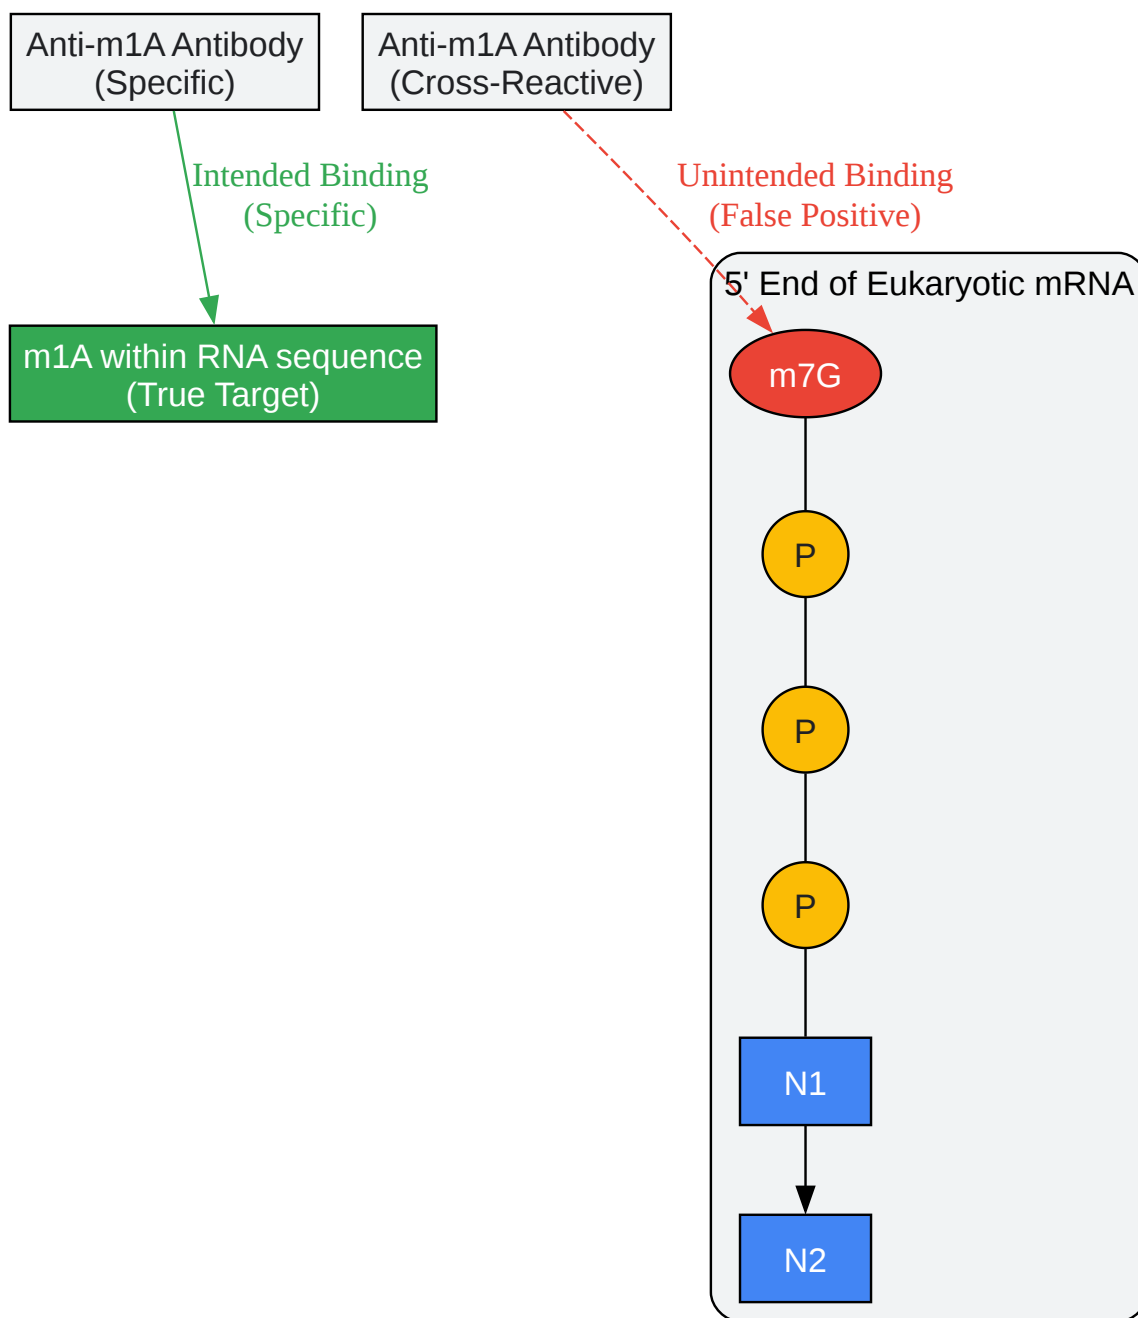 Anti-m1A Antibody
(Specific)
Anti-m1A Antibody
(Cross-Reactive)
Intended Binding
(Specific)
Unintended Binding
(False Positive)
5' End of Eukaryotic mRNA
m1A within RNA sequence
(True Target)
m7G
P
P
P
N1
N2